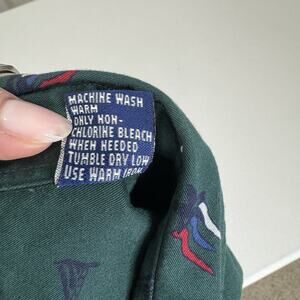 MACHINE WASH
WARM
ONLY NON-
CHLORINE BLEACH
WHEN NEEDED
TUMBLE DRY LOW
USE WARM IRON